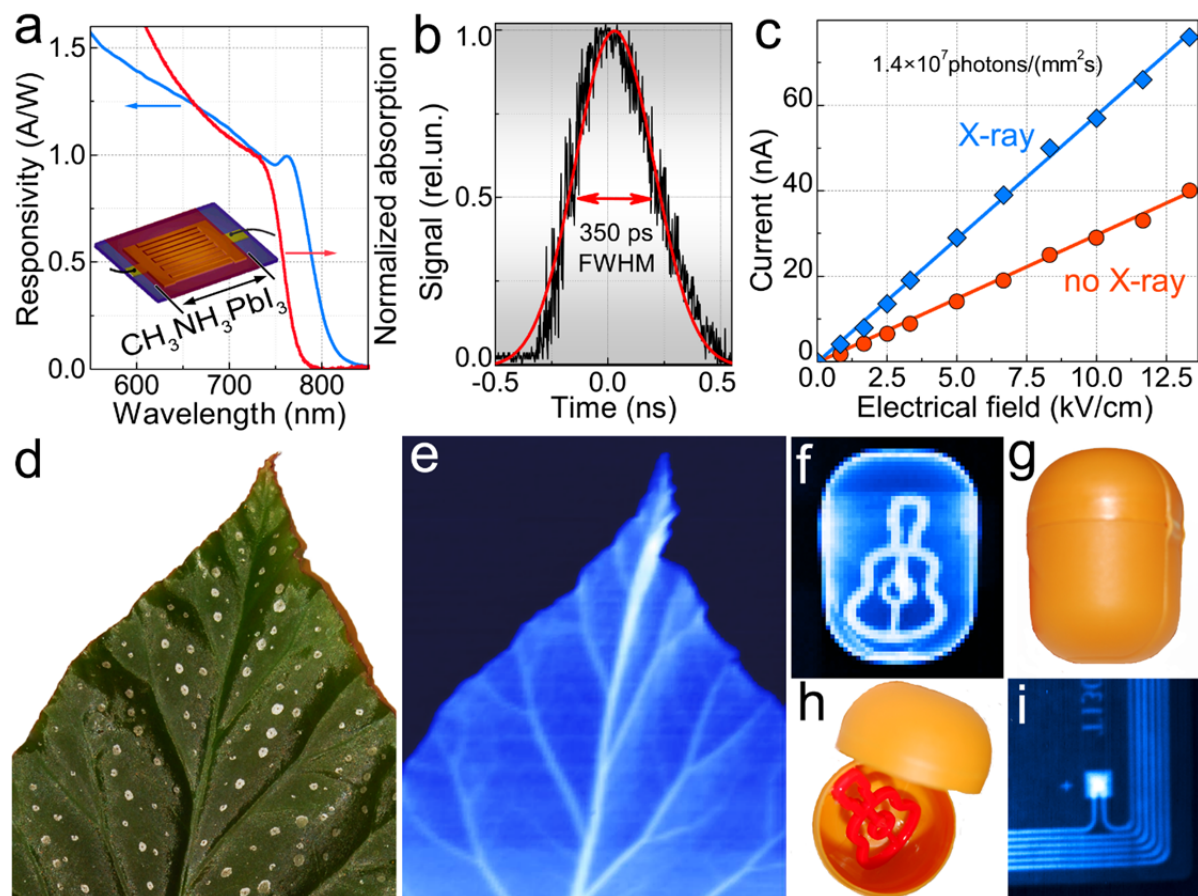 a
Responsivity (A/W)
1.5
1.0
0.5
0.0
600
700
800
Wavelength (nm)
Normalized absorption
CH₃NH₃PbI₃
b
Signal (rel.un.)
1.0
0.5
0.0
350 ps
FWHM
-0.5
0.0
0.5
Time (ns)
c
Current (nA)
60
40
20
0
1.4×10⁷photons/(mm²s)
X-ray
no X-ray
0.0
2.5
5.0
7.5
10.0
12.5
Electrical field (kV/cm)
d
e
f
g
h
i